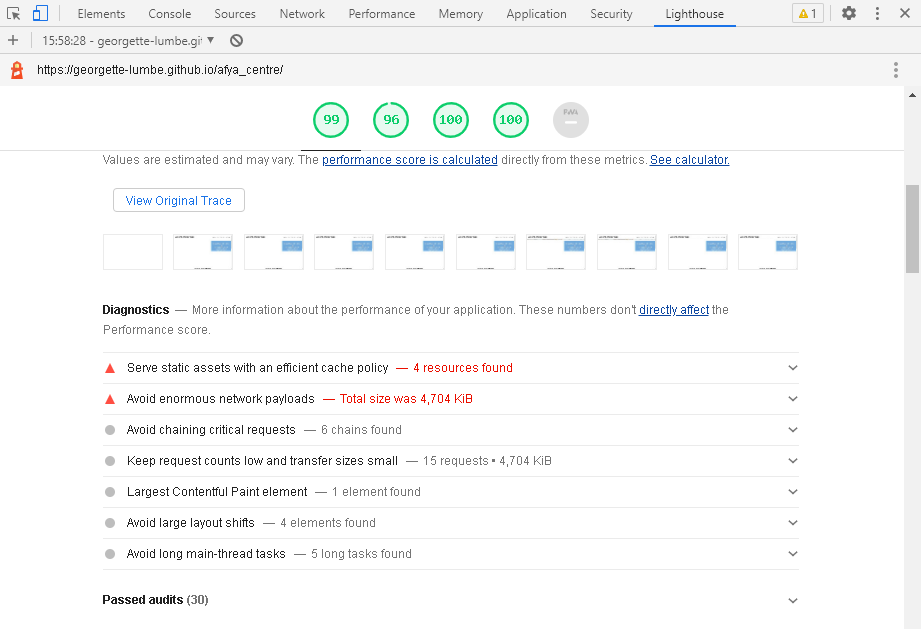 Elements Console Sources Network Performance Memory Application Security Lighthouse 1
15:58:28 - georgette-lumbe.git
https://georgette-lumbe.github.io/afya_centre/
99 96 100 100 PWA
Values are estimated and may vary. The performance score is calculated directly from these metrics. See calculator.
View Original Trace
Diagnostics — More information about the performance of your application. These numbers don't directly affect the
Performance score.
Serve static assets with an efficient cache policy — 4 resources found
Avoid enormous network payloads — Total size was 4,704 KiB
Avoid chaining critical requests — 6 chains found
Keep request counts low and transfer sizes small — 15 requests • 4,704 KiB
Largest Contentful Paint element — 1 element found
Avoid large layout shifts — 4 elements found
Avoid long main-thread tasks — 5 long tasks found
Passed audits (30)